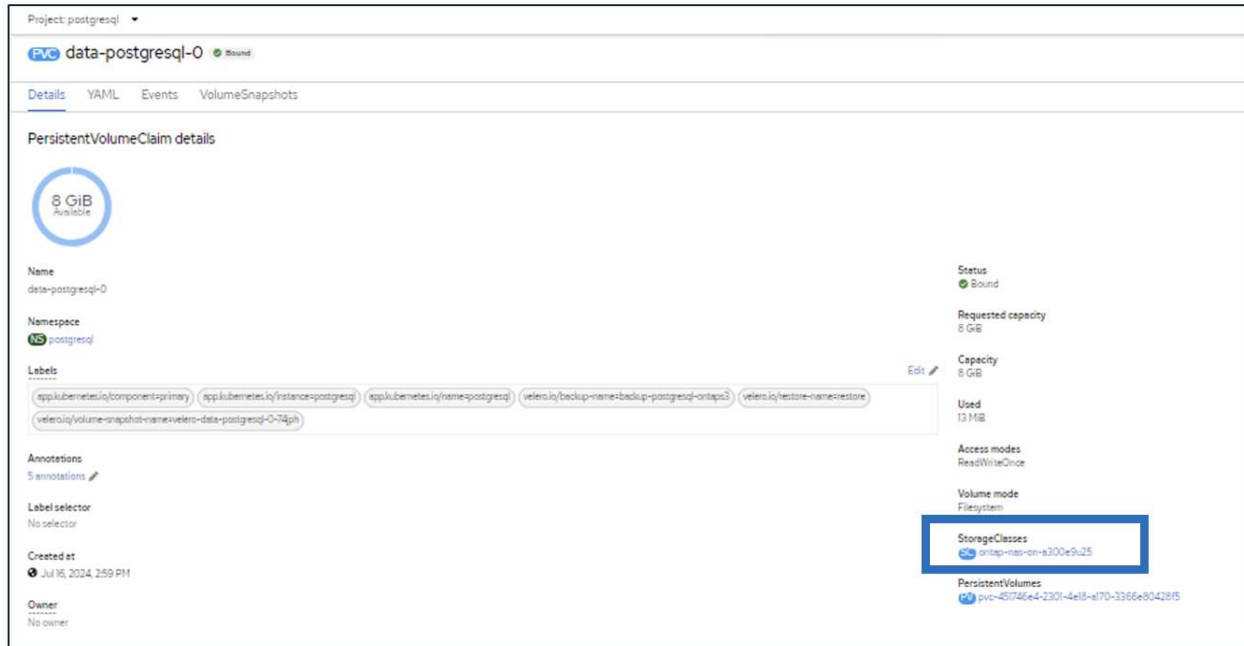 Project: postgresql
PVC data-postgresql-0 Bound
Details YAML Events VolumeSnapshots
PersistentVolumeClaim details
8 GiB
Available
Name
data-postgresql-0
Namespace
NS postgresql
Labels
Edit
app.kubernetes.io/component=primary app.kubernetes.io/instance=postgresql app.kubernetes.io/name=postgresql velero.io/backup-name=backup-postgresql-ontaps3 velero.io/restore-name=restore
velero.io/volume-snapshot-name=velero-data-postgresql-0-74jph
Annotations
5 annotations
Label selector
No selector
Created at
Jul 16, 2024, 2:59 PM
Owner
No owner
Status
Bound
Requested capacity
8 GiB
Capacity
8 GiB
Used
13 MiB
Access modes
ReadWriteOnce
Volume mode
Filesystem
StorageClasses
SC ontap-nas-on-a300e9u25
PersistentVolumes
PV pvc-451746e4-2301-4e18-a170-3366e80428f5